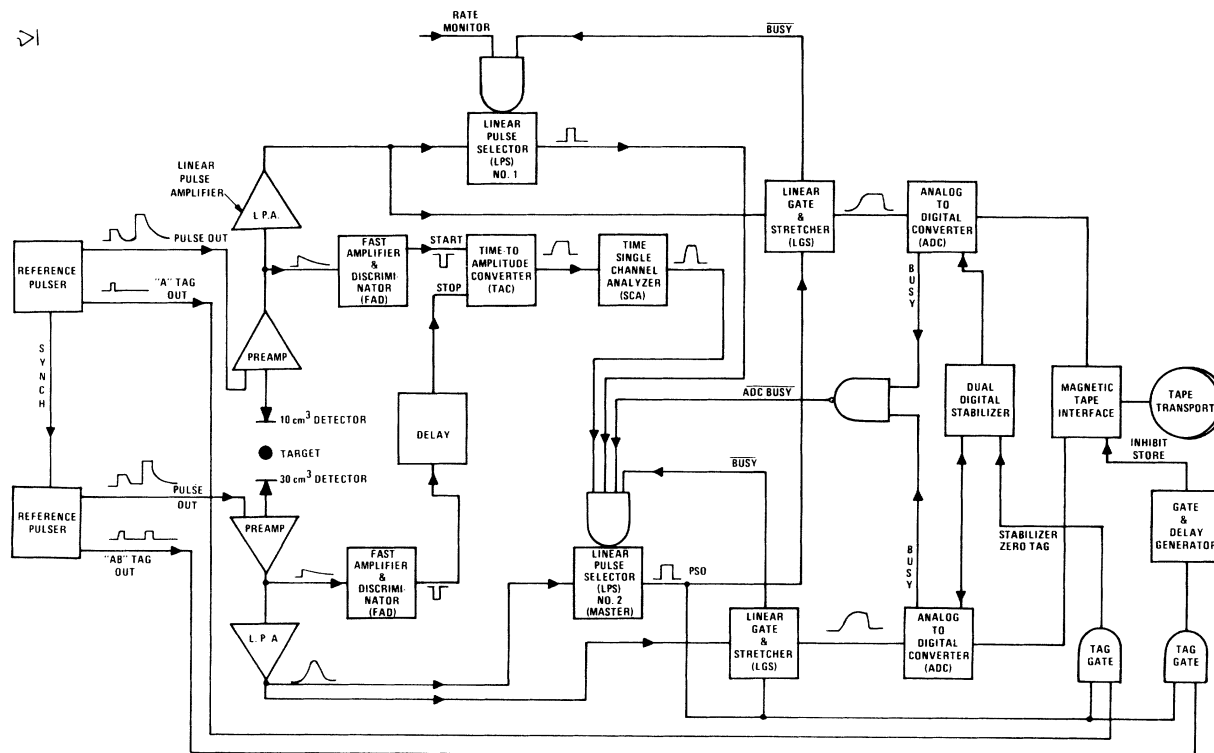 RATE
MONITOR
BUSY
LINEAR
PULSE
AMPLIFIER
L.P.A.
LINEAR
PULSE
SELECTOR
(LPS)
NO. 1
LINEAR
GATE
&
STRETCHER
(LGS)
ANALOG
TO
DIGITAL
CONVERTER
(ADC)
PULSE OUT
REFERENCE
PULSER
"A" TAG
OUT
FAST
AMPLIFIER
&
DISCRIMI-
NATOR
(FAD)
START
STOP
TIME-TO
AMPLITUDE
CONVERTER
(TAC)
TIME
SINGLE
CHANNEL
ANALYZER
(SCA)
BUSY
SYNCH
PREAMP
10 cm³ DETECTOR
TARGET
30 cm³ DETECTOR
DELAY
ADC BUSY
DUAL
DIGITAL
STABILIZER
MAGNETIC
TAPE
INTERFACE
TAPE
TRANSPORT
INHIBIT
STORE
BUSY
PULSE
OUT
REFERENCE
PULSER
"AB" TAG
OUT
PREAMP
FAST
AMPLIFIER
&
DISCRIMI-
NATOR
(FAD)
LINEAR
PULSE
SELECTOR
(LPS)
NO. 2
(MASTER)
PSO
BUSY
STABILIZER
ZERO TAG
GATE
&
DELAY
GENERATOR
L.P.A
LINEAR
GATE
&
STRETCHER
(LGS)
ANALOG
TO
DIGITAL
CONVERTER
(ADC)
TAG
GATE
TAG
GATE